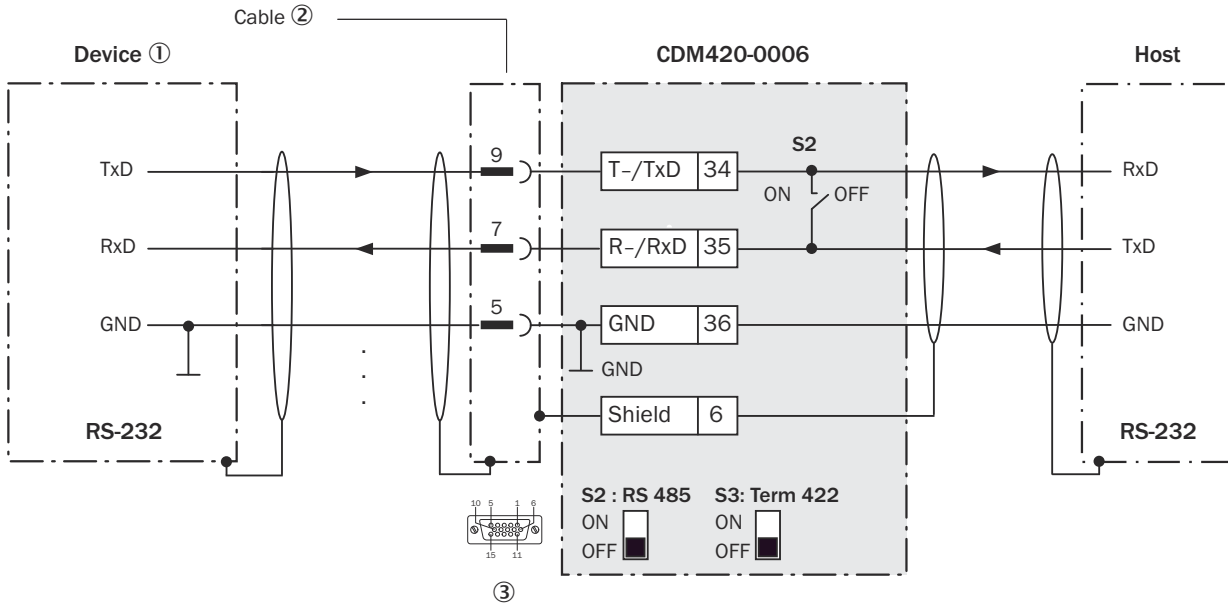 Cable ②
Device ①
CDM420-0006
Host
TxD
9
T–/TxD 34
S2
RxD
ON OFF
RxD
7
R–/RxD 35
TxD
GND
5
GND 36
GND
GND
Shield 6
RS-232
RS-232
S2 : RS 485 S3: Term 422
10 5 1 6
ON ON
OFF OFF
15 11
③